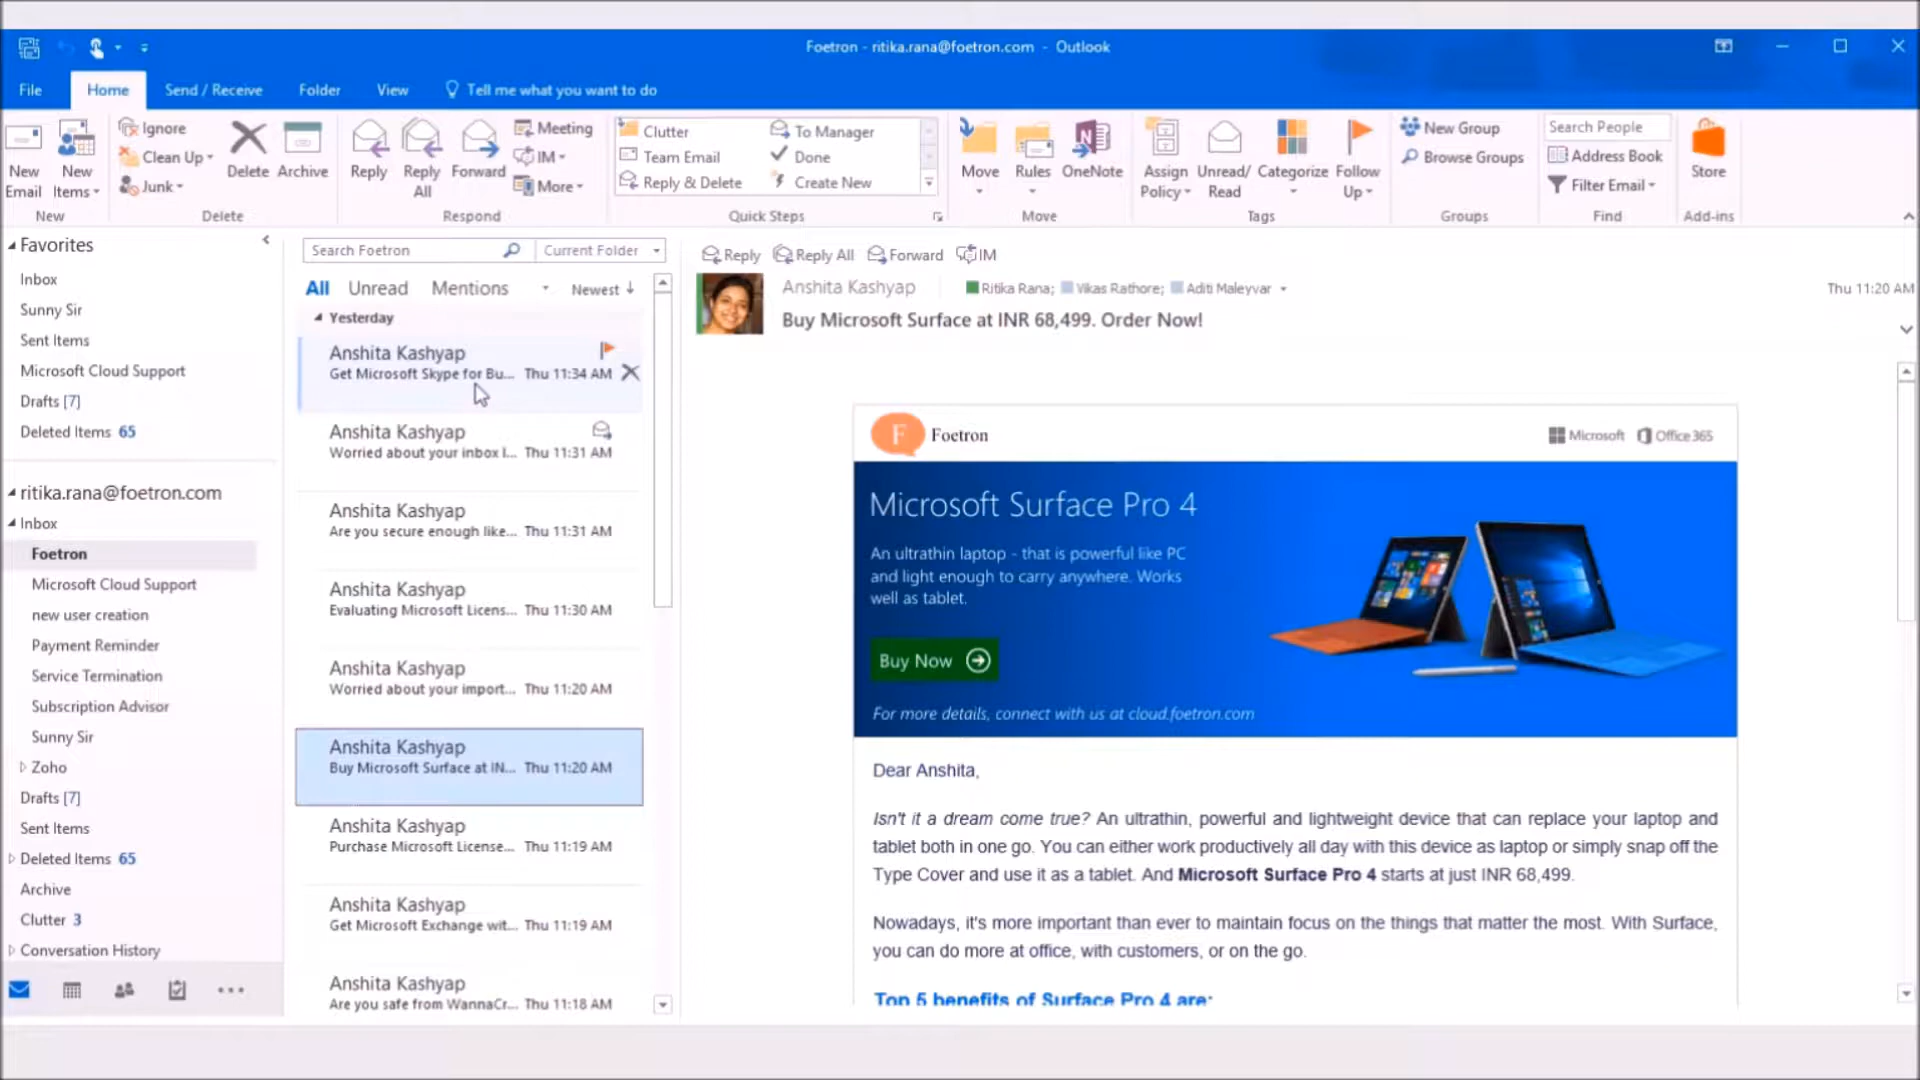 Foetron - ritika.rana@foetron.com - Outlook
File
Home
Send / Receive
Folder
View
Tell me what you want to do
New Email
New Items
New
Ignore
Clean Up
Junk
Delete
Archive
Delete
Reply
Reply All
Forward
Meeting
IM
More
Respond
Clutter
Team Email
Reply & Delete
To Manager
Done
Create New
Quick Steps
Move
Rules
OneNote
Move
Assign Policy
Unread/ Read
Categorize
Follow Up
Tags
New Group
Browse Groups
Groups
Search People
Address Book
Filter Email
Find
Store
Add-ins
Favorites
Inbox
Sunny Sir
Sent Items
Microsoft Cloud Support
Drafts [7]
Deleted Items 65
ritika.rana@foetron.com
Inbox
Foetron
Microsoft Cloud Support
new user creation
Payment Reminder
Service Termination
Subscription Advisor
Sunny Sir
Zoho
Drafts [7]
Sent Items
Deleted Items 65
Archive
Clutter 3
Conversation History
Search Foetron
Current Folder
All Unread Mentions Newest
Yesterday
Anshita Kashyap
Get Microsoft Skype for Bu... Thu 11:34 AM
Anshita Kashyap
Worried about your inbox l... Thu 11:31 AM
Anshita Kashyap
Are you secure enough like... Thu 11:31 AM
Anshita Kashyap
Evaluating Microsoft Licens... Thu 11:30 AM
Anshita Kashyap
Worried about your import... Thu 11:20 AM
Anshita Kashyap
Buy Microsoft Surface at IN... Thu 11:20 AM
Anshita Kashyap
Purchase Microsoft License... Thu 11:19 AM
Anshita Kashyap
Get Microsoft Exchange wit... Thu 11:19 AM
Anshita Kashyap
Are you safe from WannaCr... Thu 11:18 AM
Reply Reply All Forward IM
Anshita Kashyap Ritika Rana; Vikas Rathore; Aditi Maleyvar
Thu 11:20 AM
Buy Microsoft Surface at INR 68,499. Order Now!
F Foetron
Microsoft Office 365
Microsoft Surface Pro 4
An ultrathin laptop - that is powerful like PC
and light enough to carry anywhere. Works
well as tablet.
Buy Now
For more details, connect with us at cloud.foetron.com
Dear Anshita,
Isn't it a dream come true? An ultrathin, powerful and lightweight device that can replace your laptop and
tablet both in one go. You can either work productively all day with this device as laptop or simply snap off the
Type Cover and use it as a tablet. And Microsoft Surface Pro 4 starts at just INR 68,499.
Nowadays, it's more important than ever to maintain focus on the things that matter the most. With Surface,
you can do more at office, with customers, or on the go.
Top 5 benefits of Surface Pro 4 are: